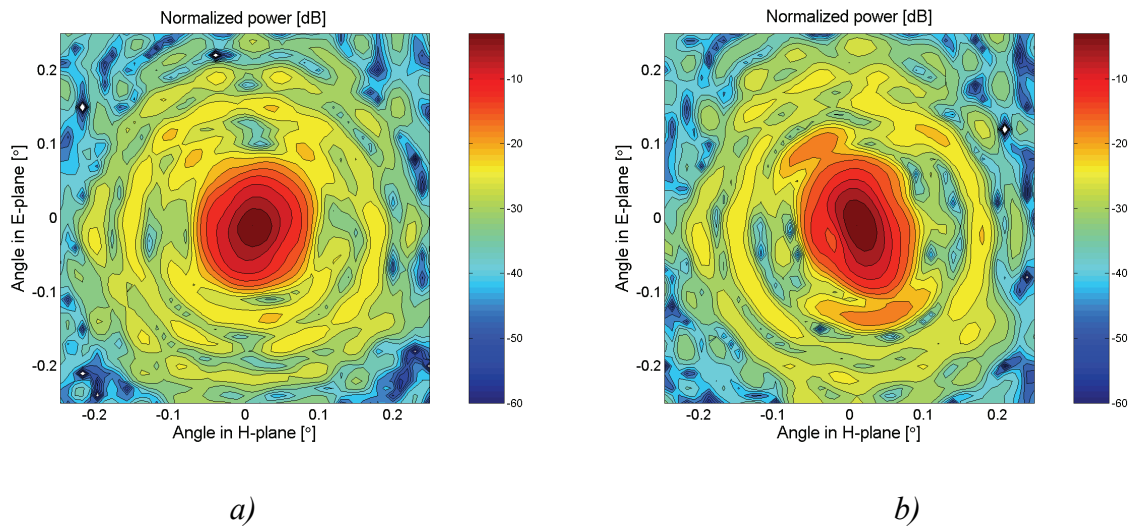 Normalized power [dB]
0.2
0.1
0
-0.1
-0.2
Angle in E-plane [°]
-0.2 -0.1 0 0.1 0.2
Angle in H-plane [°]
-10
-20
-30
-40
-50
-60
a)
Normalized power [dB]
0.2
0.1
0
-0.1
-0.2
Angle in E-plane [°]
-0.2 -0.1 0 0.1 0.2
Angle in H-plane [°]
-10
-20
-30
-40
-50
-60
b)